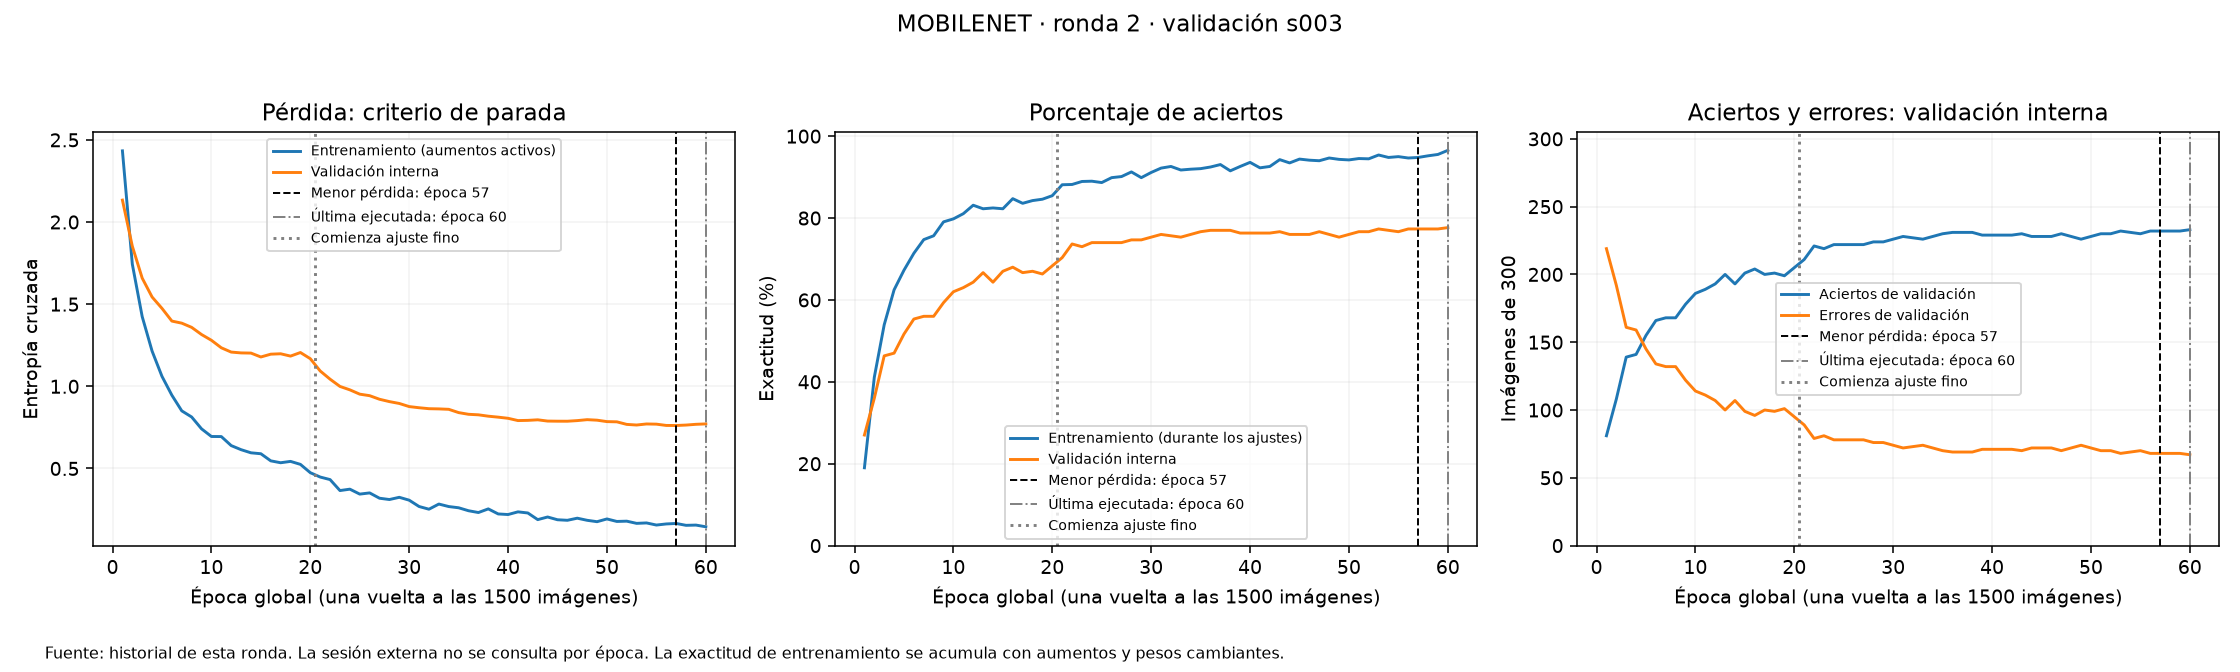 MOBILENET · ronda 2 · validación s003
Pérdida: criterio de parada
2.5
2.0
1.5
1.0
0.5
0
10
20
30
40
50
60
Entropía cruzada
Época global (una vuelta a las 1500 imágenes)
Entrenamiento (aumentos activos)
Validación interna
Menor pérdida: época 57
Última ejecutada: época 60
Comienza ajuste fino
Porcentaje de aciertos
100
80
60
40
20
0
0
10
20
30
40
50
60
Exactitud (%)
Época global (una vuelta a las 1500 imágenes)
Entrenamiento (durante los ajustes)
Validación interna
Menor pérdida: época 57
Última ejecutada: época 60
Comienza ajuste fino
Aciertos y errores: validación interna
300
250
200
150
100
50
0
0
10
20
30
40
50
60
Imágenes de 300
Época global (una vuelta a las 1500 imágenes)
Aciertos de validación
Errores de validación
Menor pérdida: época 57
Última ejecutada: época 60
Comienza ajuste fino
Fuente: historial de esta ronda. La sesión externa no se consulta por época. La exactitud de entrenamiento se acumula con aumentos y pesos cambiantes.